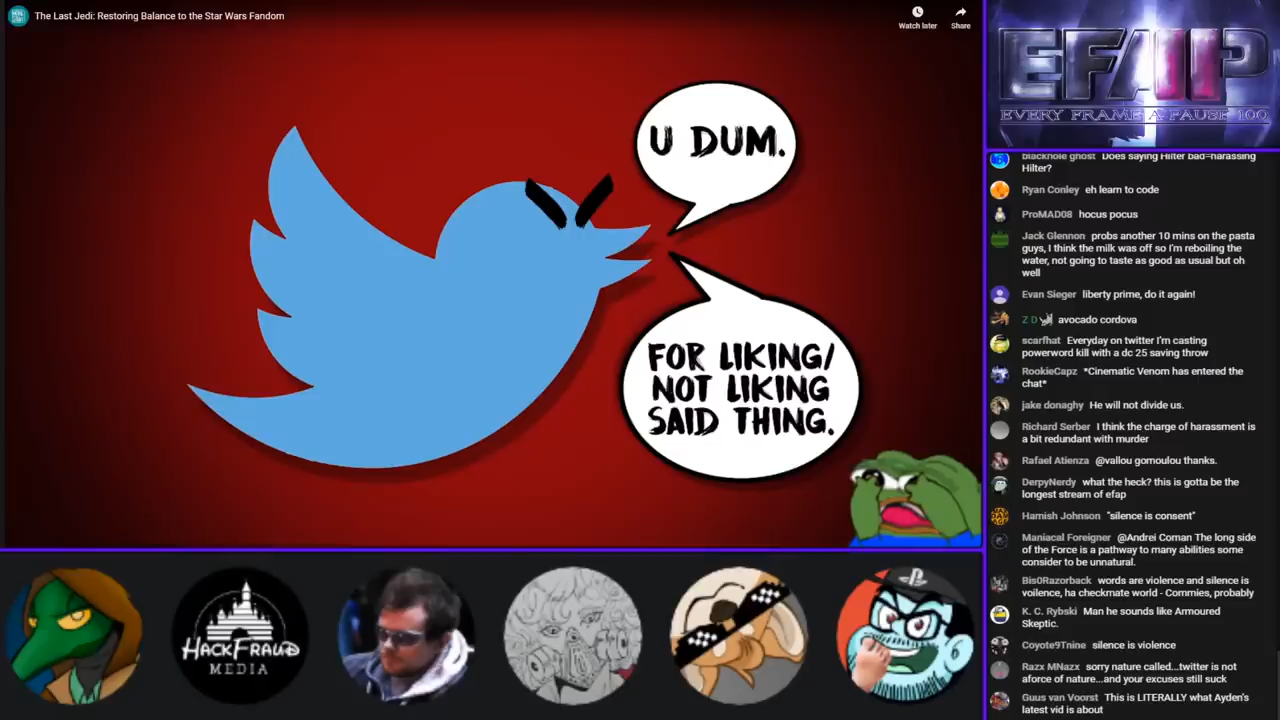 The Last Jedi: Restoring Balance to the Star Wars Fandom
Watch later
Share
U DUM.
FOR LIKING/
NOT LIKING
SAID THING.
HACKFRAUD
MEDIA
EFAP
EVERY FRAME A PAUSE 100
blackhole ghost Does saying Hilter bad=harassing
Hilter?
Ryan Conley eh learn to code
ProMAD08 hocus pocus
Jack Glennon probs another 10 mins on the pasta
guys, I think the milk was off so I'm reboiling the
water, not going to taste as good as usual but oh
well
Evan Sieger liberty prime, do it again!
Z D avocado cordova
scarfhat Everyday on twitter I'm casting
powerword kill with a dc 25 saving throw
RookieCapz *Cinematic Venom has entered the
chat*
jake donaghy He will not divide us.
Richard Serber I think the charge of harassment is
a bit redundant with murder
Rafael Atienza @vallou gomoulou thanks.
DerpyNerdy what the heck? this is gotta be the
longest stream of efap
Hamish Johnson "silence is consent"
Maniacal Foreigner @Andrei Coman The long side
of the Force is a pathway to many abilities some
consider to be unnatural.
Bis0Razorback words are violence and silence is
voilence, ha checkmate world - Commies, probably
K. C. Rybski Man he sounds like Armoured
Skeptic.
Coyote9Tnine silence is violence
Razx MNazx sorry nature called...twitter is not
aforce of nature...and your excuses still suck
Guus van Voorst This is LITERALLY what Ayden's
latest vid is about